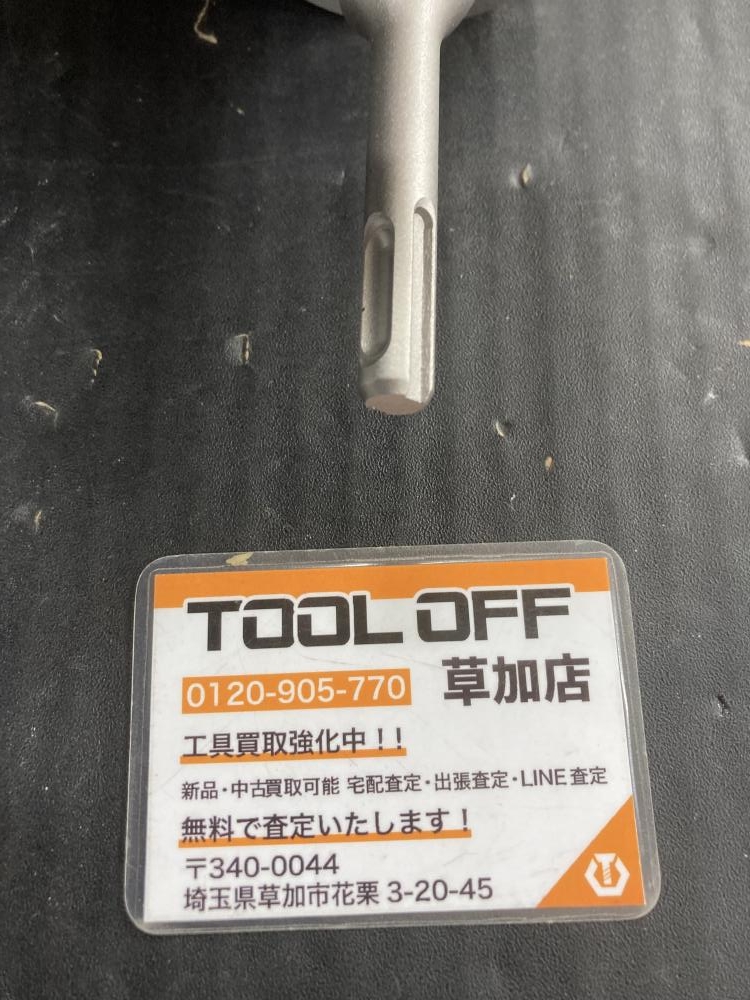 TOOL OFF
0120-905-770 草加店
工具買取強化中！！
新品・中古買取可能 宅配査定・出張査定・LINE査定
無料で査定いたします！
〒340-0044
埼玉県草加市花栗 3-20-45